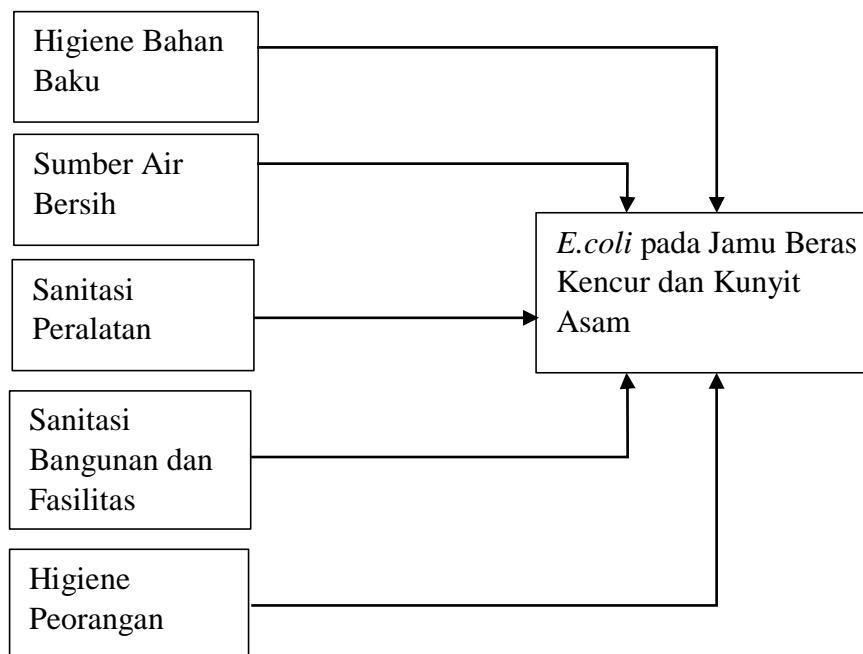 Higiene Bahan
Baku
Sumber Air
Bersih
E.coli pada Jamu Beras
Kencur dan Kunyit
Asam
Sanitasi
Peralatan
Sanitasi
Bangunan dan
Fasilitas
Higiene
Peorangan